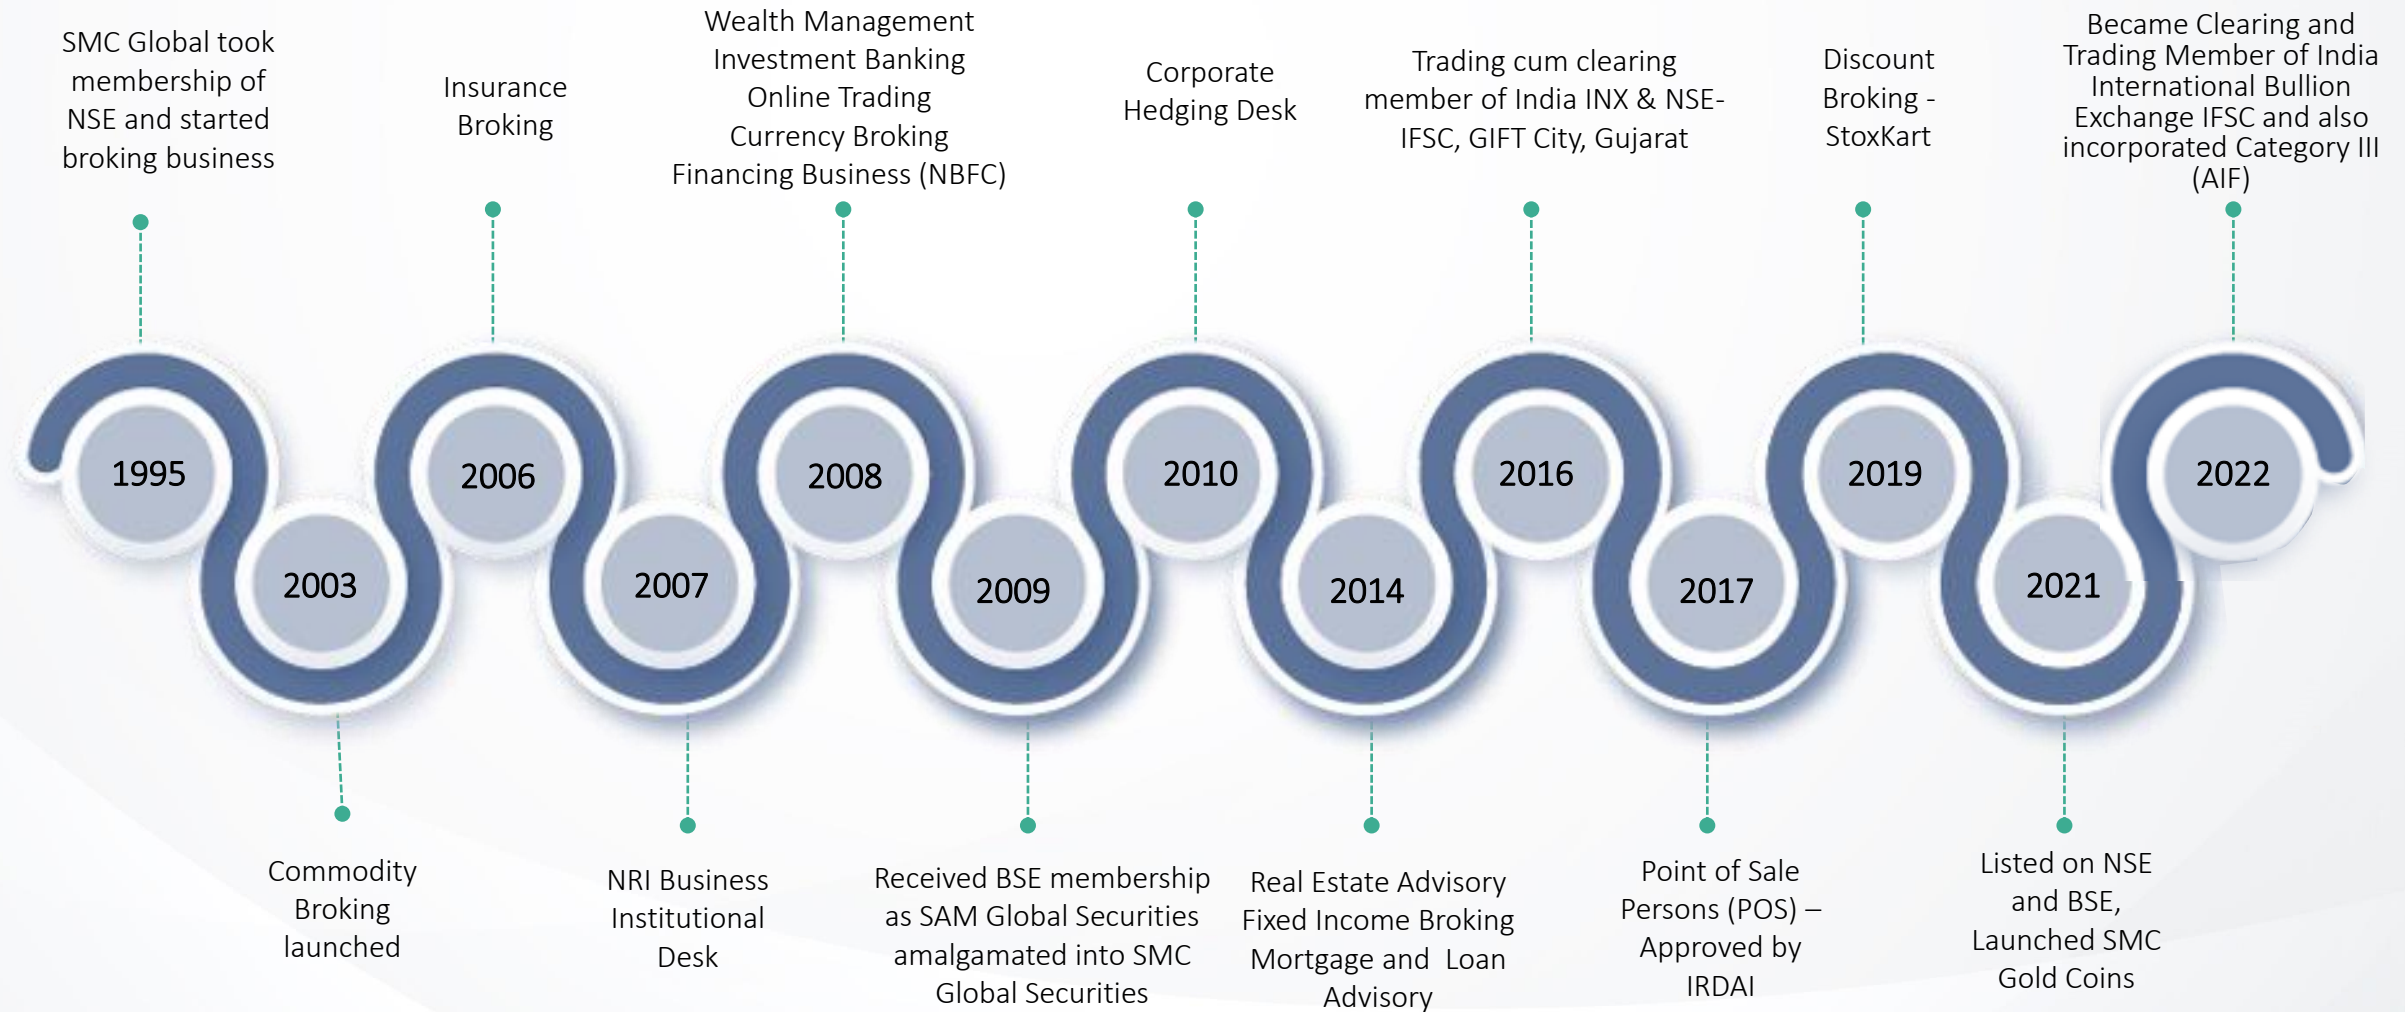 SMC Global took
membership of
NSE and started
broking business
Insurance
Broking
Wealth Management
Investment Banking
Online Trading
Currency Broking
Financing Business (NBFC)
Corporate
Hedging Desk
Trading cum clearing
member of India INX & NSE-
IFSC, GIFT City, Gujarat
Discount
Broking -
StoxKart
Became Clearing and
Trading Member of India
International Bullion
Exchange IFSC and also
incorporated Category III
(AIF)
1995
2003
2006
2007
2008
2009
2010
2014
2016
2017
2019
2021
2022
Commodity
Broking
launched
NRI Business
Institutional
Desk
Received BSE membership
as SAM Global Securities
amalgamated into SMC
Global Securities
Real Estate Advisory
Fixed Income Broking
Mortgage and  Loan
Advisory
Point of Sale
Persons (POS) –
Approved by
IRDAI
Listed on NSE
and BSE,
Launched SMC
Gold Coins